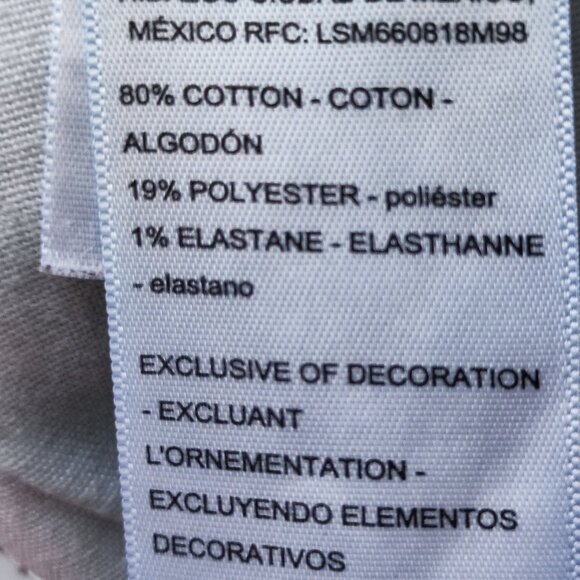 MÉXICO RFC: LSM660818M98
80% COTTON - COTON -
ALGODÓN
19% POLYESTER - poliéster
1% ELASTANE - ELASTHANNE
- elastano
EXCLUSIVE OF DECORATION
- EXCLUANT
L'ORNEMENTATION -
EXCLUYENDO ELEMENTOS
DECORATIVOS